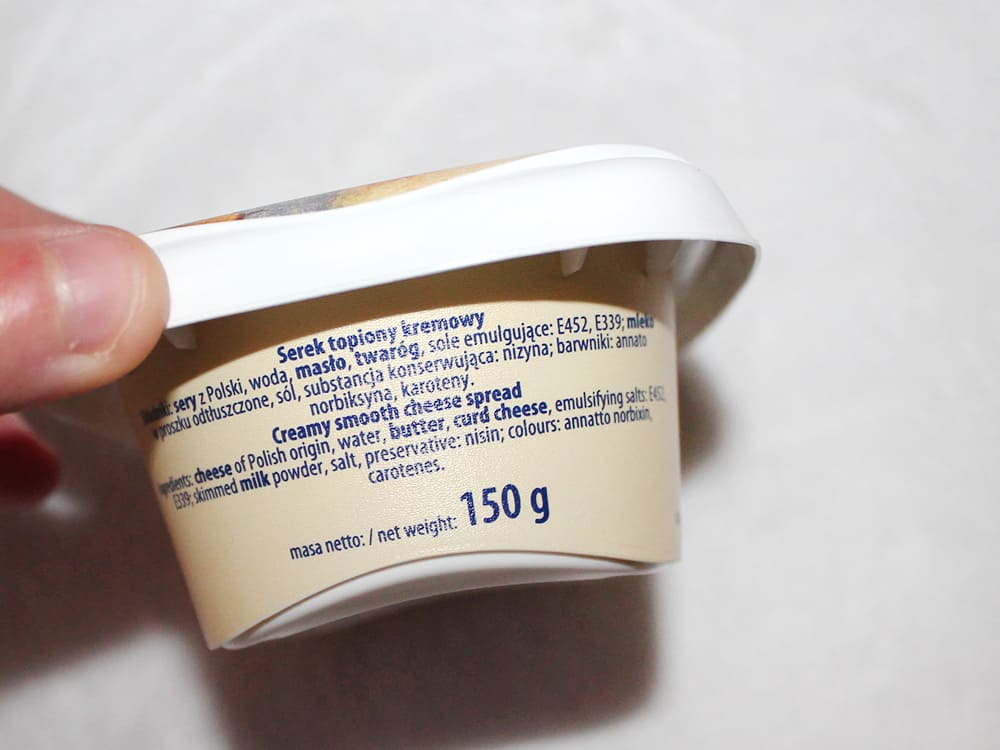 Serek topiony kremowy
Składniki: sery z Polski, woda, masło, twaróg, sole emulgujące: E452, E339; mleko
w proszku odtłuszczone, sól, substancja konserwująca: nizyna; barwniki: annato
norbiksyna, karoteny.
Creamy smooth cheese spread
Ingredients: cheese of Polish origin, water, butter, curd cheese, emulsifying salts: E452,
E339; skimmed milk powder, salt, preservative: nisin; colours: annatto norbixin,
carotenes.
masa netto: / net weight: 150 g